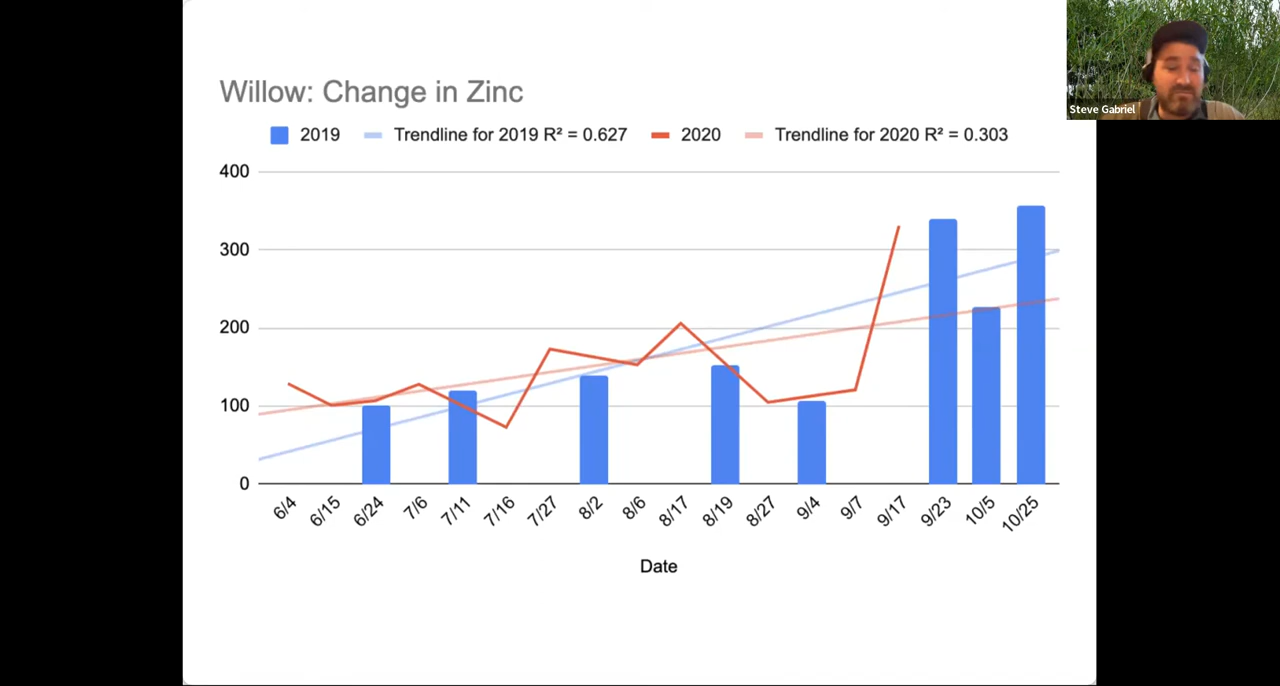 Willow: Change in Zinc
2019 Trendline for 2019 R² = 0.627 2020 Trendline for 2020 R² = 0.303
400
300
200
100
0
6/4 6/15 6/24 7/6 7/11 7/16 7/27 8/2 8/6 8/17 8/19 8/27 9/4 9/7 9/17 9/23 10/5 10/25
Date
Steve Gabriel